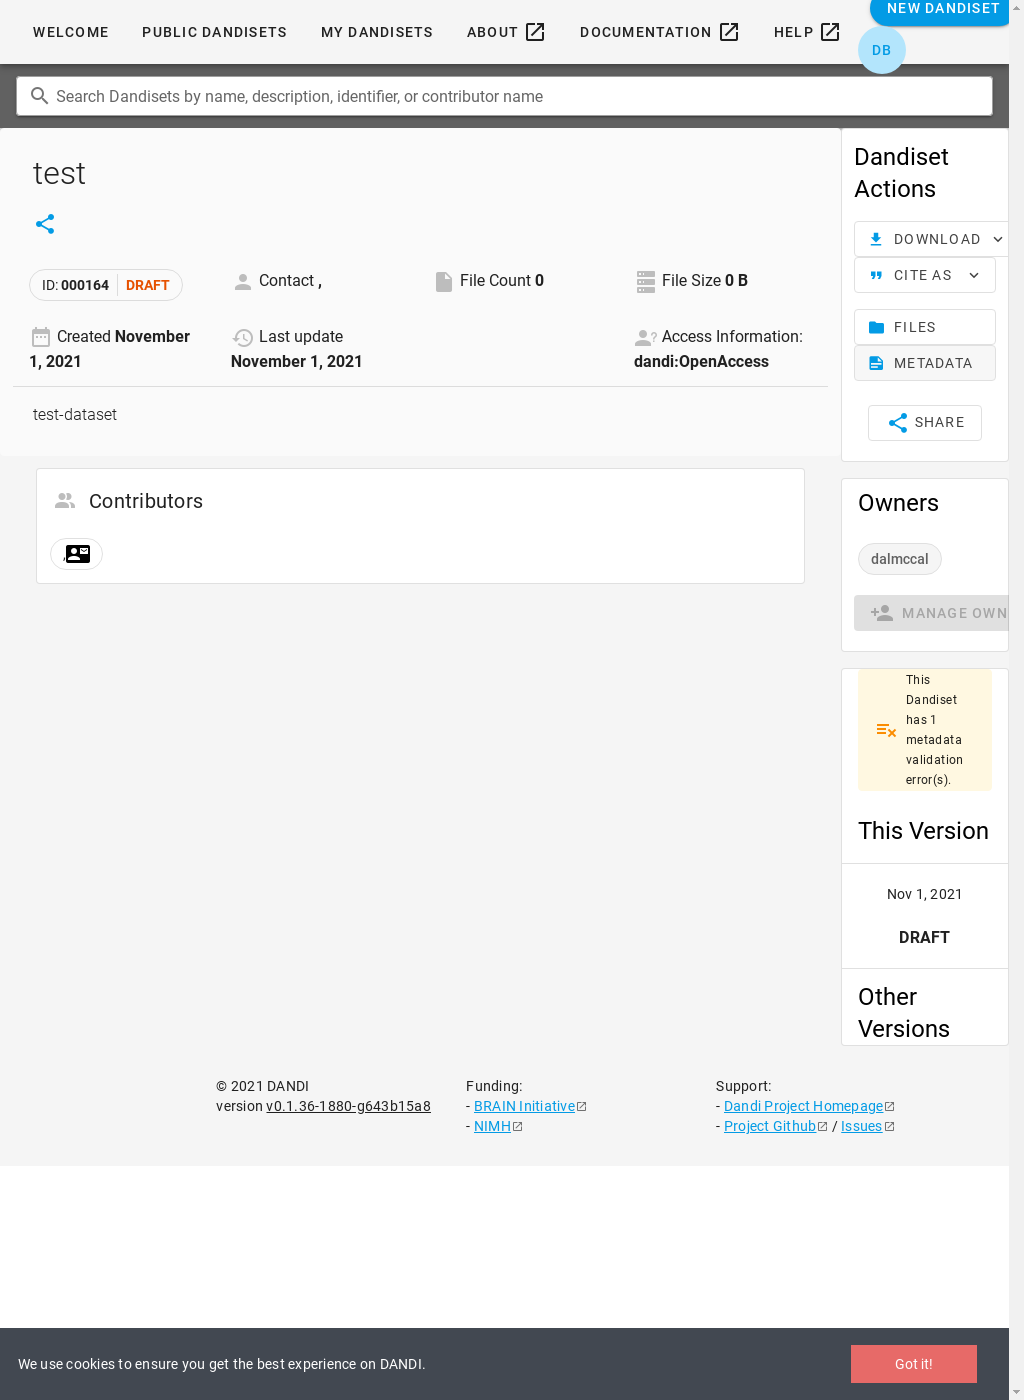 WELCOME
PUBLIC DANDISETS
MY DANDISETS
ABOUT
DOCUMENTATION
HELP
NEW DANDISET
DB
Search Dandisets by name, description, identifier, or contributor name
test
ID: 000164 DRAFT
Contact ,
File Count 0
File Size 0 B
Created November
1, 2021
Last update
November 1, 2021
Access Information:
dandi:OpenAccess
test-dataset
Contributors
,
Dandiset
Actions
DOWNLOAD
CITE AS
FILES
METADATA
SHARE
Owners
dalmccal
MANAGE OWN
This
Dandiset
has 1
metadata
validation
error(s).
This Version
Nov 1, 2021
DRAFT
Other
Versions
© 2021 DANDI
version v0.1.36-1880-g643b15a8
Funding:
- BRAIN Initiative
- NIMH
Support:
- Dandi Project Homepage
- Project Github / Issues
We use cookies to ensure you get the best experience on DANDI.
Got it!